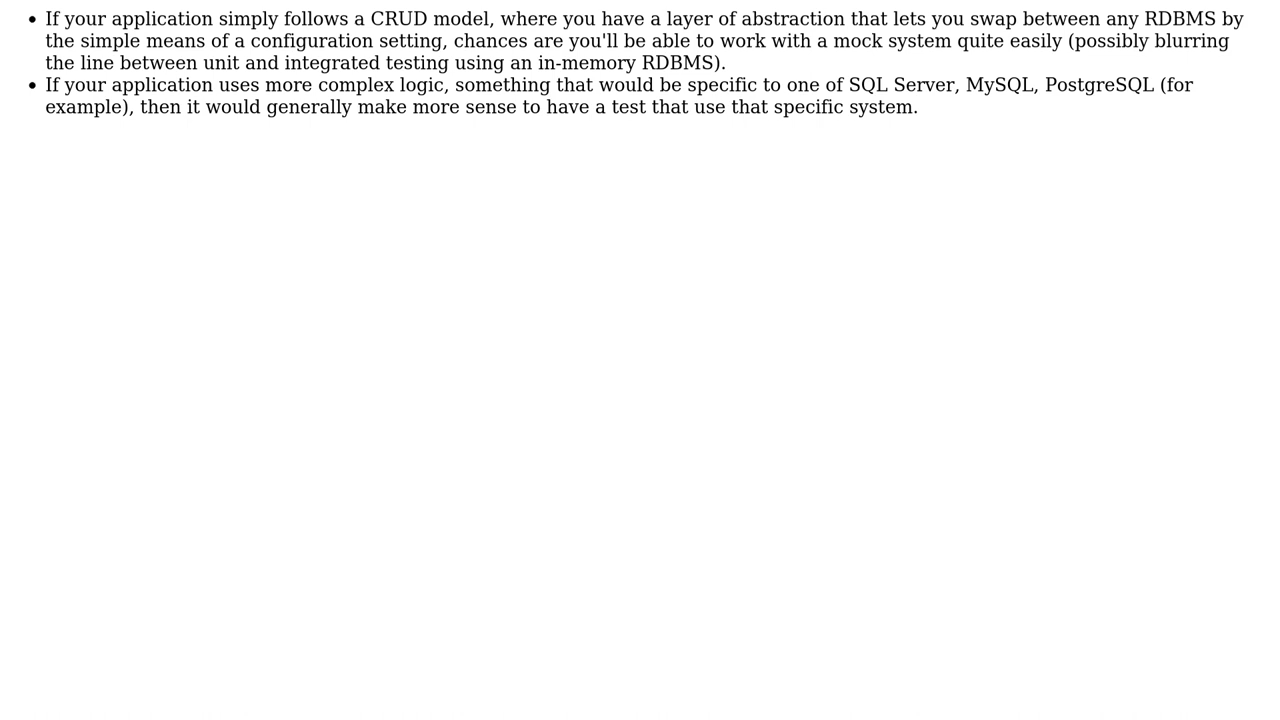 • If your application simply follows a CRUD model, where you have a layer of abstraction that lets you swap between any RDBMS by
the simple means of a configuration setting, chances are you'll be able to work with a mock system quite easily (possibly blurring
the line between unit and integrated testing using an in-memory RDBMS).
• If your application uses more complex logic, something that would be specific to one of SQL Server, MySQL, PostgreSQL (for
example), then it would generally make more sense to have a test that use that specific system.